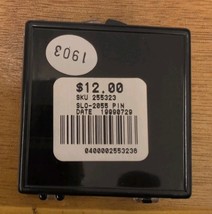 1903
$12.00
SKU 255323
SLO-2055 PIN
DATE 19990729
0400002553236